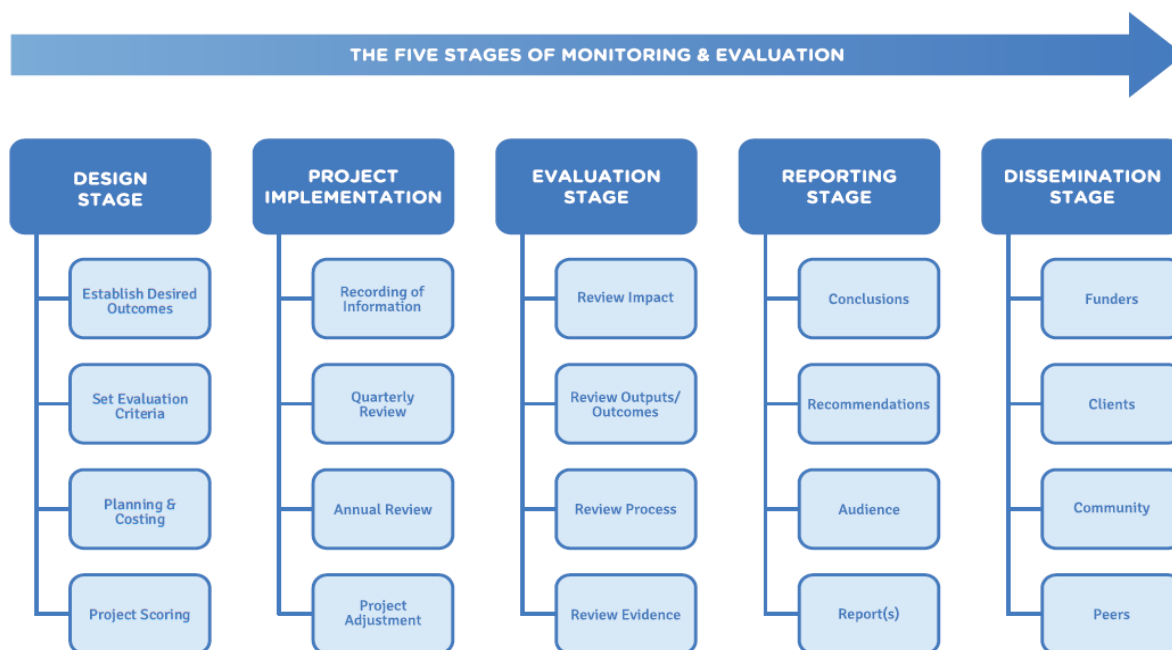 THE FIVE STAGES OF MONITORING & EVALUATION
DESIGN
STAGE
Establish Desired
Outcomes
Set Evaluation
Criteria
Planning &
Costing
Project Scoring
PROJECT
IMPLEMENTATION
Recording of
Information
Quarterly
Review
Annual Review
Project
Adjustment
EVALUATION
STAGE
Review Impact
Review Outputs/
Outcomes
Review Process
Review Evidence
REPORTING
STAGE
Conclusions
Recommendations
Audience
Report(s)
DISSEMINATION
STAGE
Funders
Clients
Community
Peers